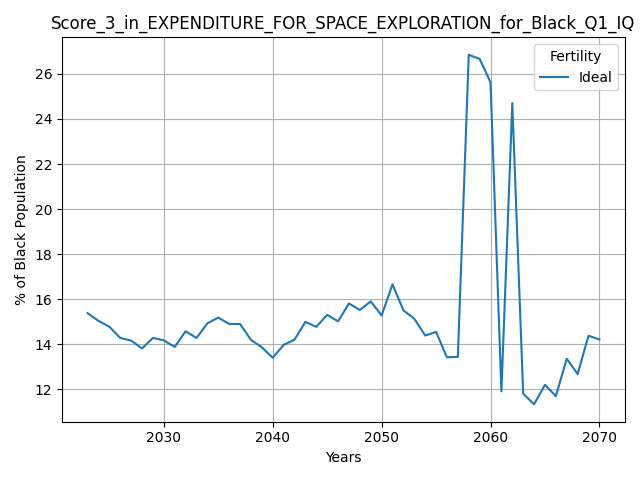 Score_3_in_EXPENDITURE_FOR_SPACE_EXPLORATION_for_Black_Q1_IQ
Fertility
Ideal
% of Black Population
26
24
22
20
18
16
14
12
2030 2040 2050 2060 2070
Years